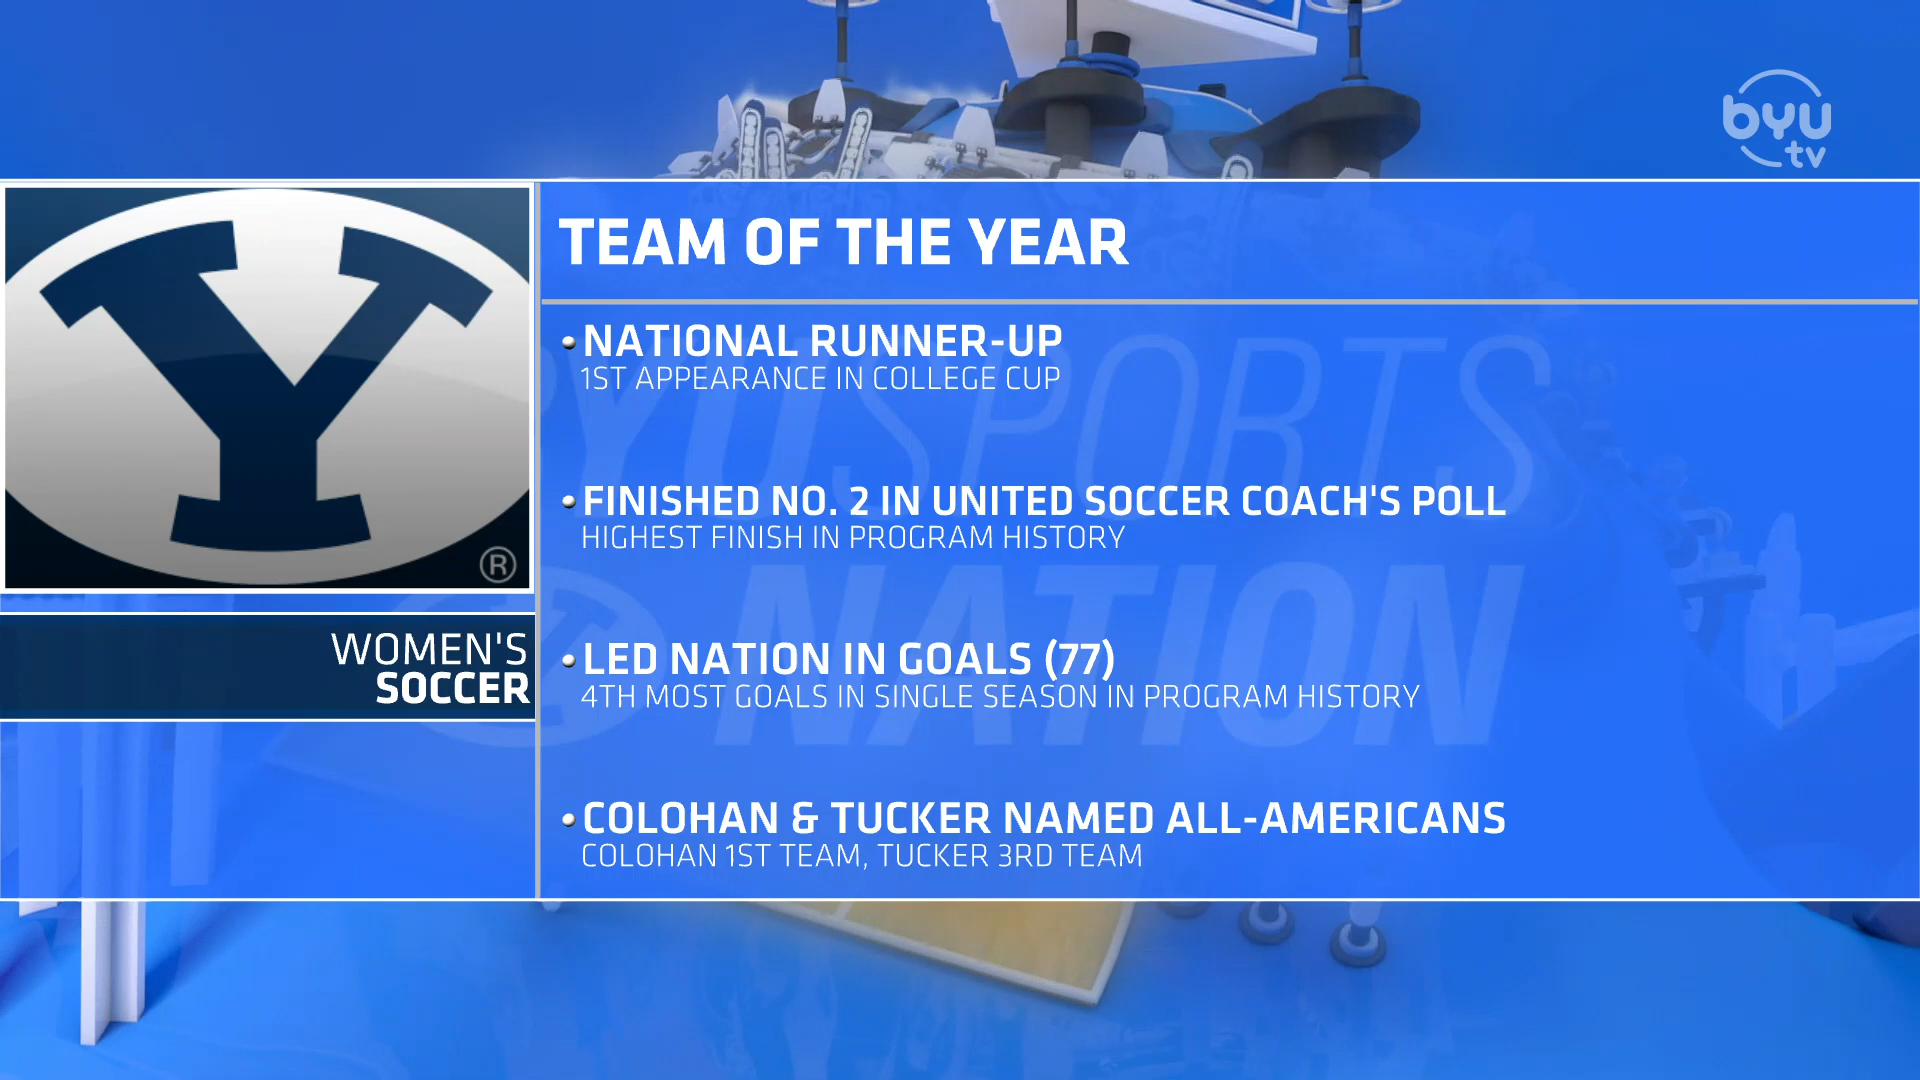 byu
tv
TEAM OF THE YEAR
• NATIONAL RUNNER-UP
1ST APPEARANCE IN COLLEGE CUP
• FINISHED NO. 2 IN UNITED SOCCER COACH'S POLL
HIGHEST FINISH IN PROGRAM HISTORY
• LED NATION IN GOALS (77)
4TH MOST GOALS IN SINGLE SEASON IN PROGRAM HISTORY
• COLOHAN & TUCKER NAMED ALL-AMERICANS
COLOHAN 1ST TEAM, TUCKER 3RD TEAM
Y
®
WOMEN'S
SOCCER
BYUSPORTS
NATION